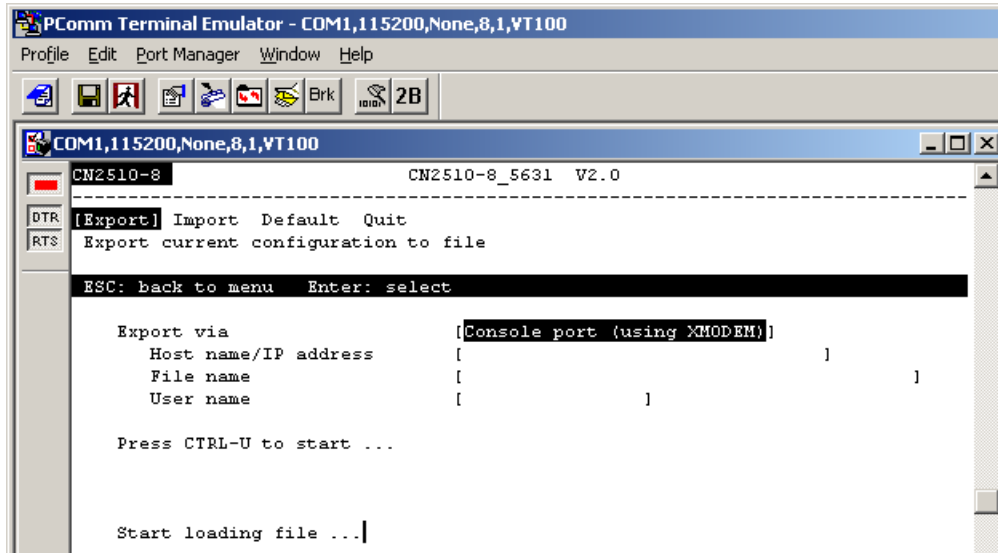 PComm Terminal Emulator - COM1,115200,None,8,1,VT100
Profile Edit Port Manager Window Help
Brk 2B
COM1,115200,None,8,1,VT100
CN2510-8 CN2510-8_5631 V2.0
--------------------------------------------------------------------------------
DTR [Export] Import Default Quit
RTS Export current configuration to file
ESC: back to menu Enter: select
Export via [Console port (using XMODEM)]
Host name/IP address [ ]
File name [ ]
User name [ ]
Press CTRL-U to start ...
Start loading file ...